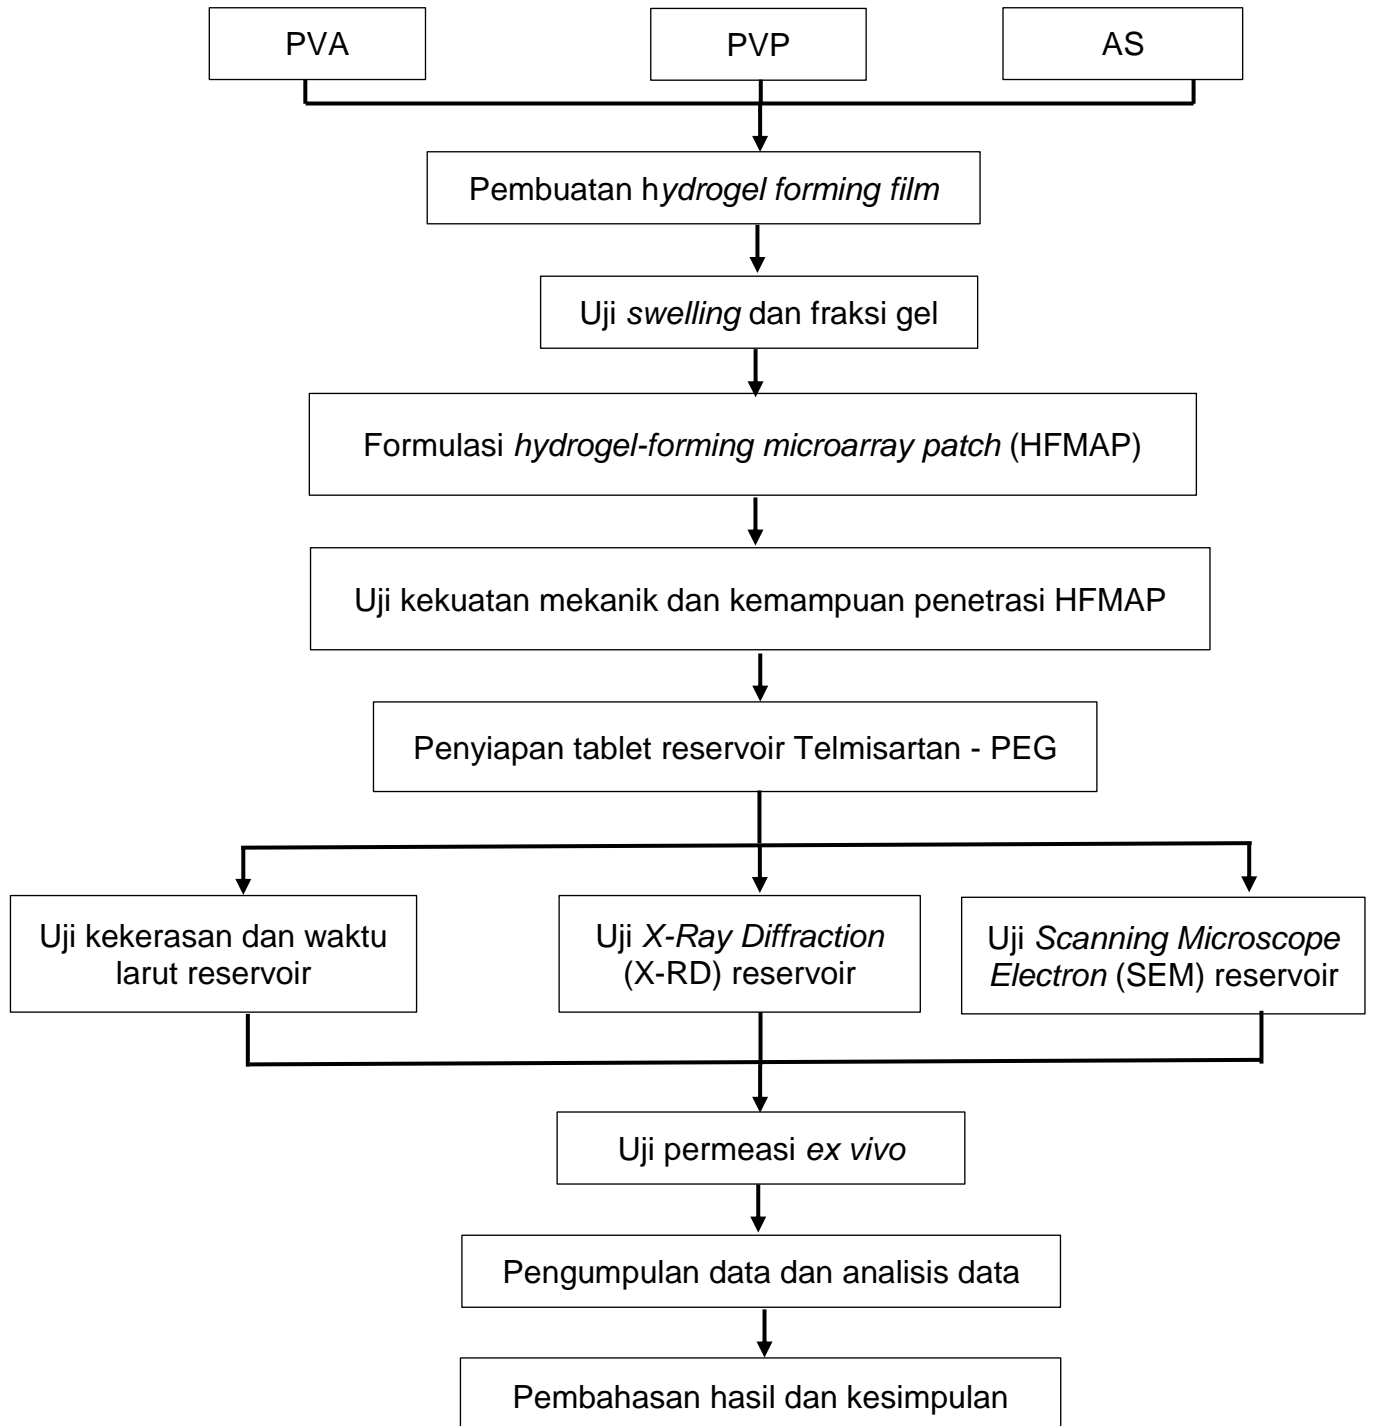 PVA
PVP
AS
Pembuatan hydrogel forming film
Uji swelling dan fraksi gel
Formulasi hydrogel-forming microarray patch (HFMAP)
Uji kekuatan mekanik dan kemampuan penetrasi HFMAP
Penyiapan tablet reservoir Telmisartan - PEG
Uji kekerasan dan waktu
larut reservoir
Uji X-Ray Diffraction
(X-RD) reservoir
Uji Scanning Microscope
Electron (SEM) reservoir
Uji permeasi ex vivo
Pengumpulan data dan analisis data
Pembahasan hasil dan kesimpulan